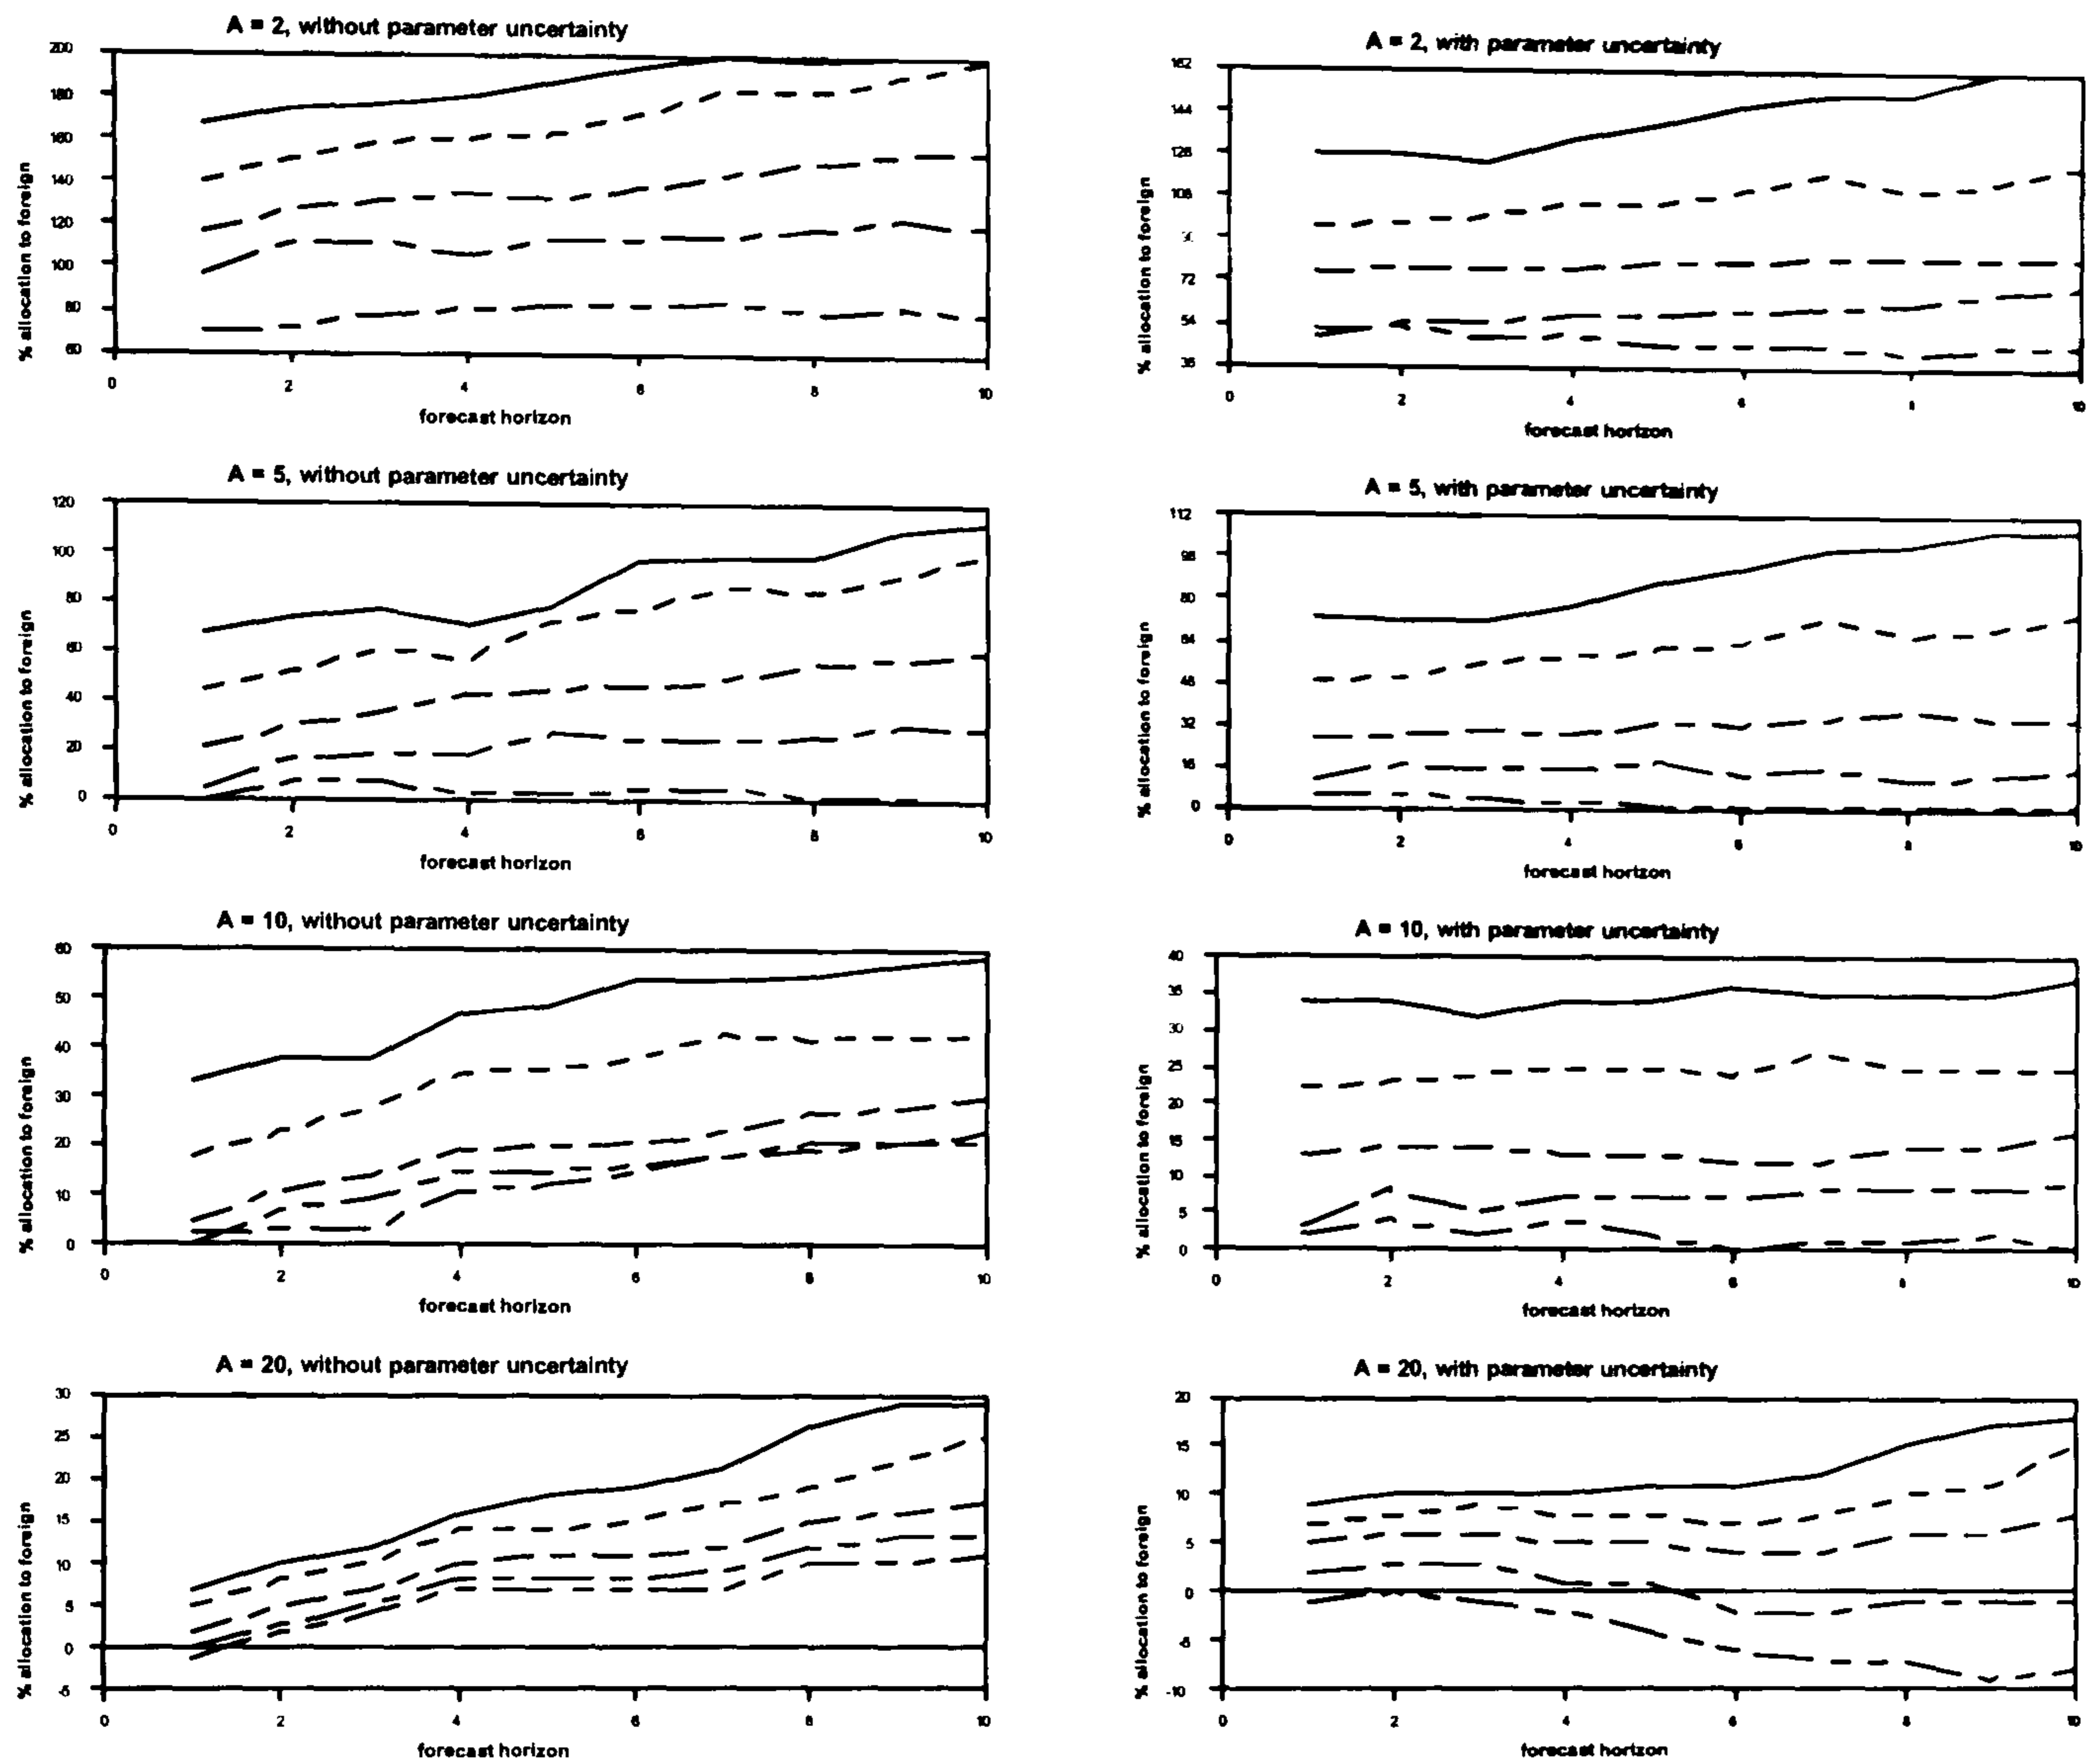 A = 2, without parameter uncertainty
200
180
160
140
120
100
80
60
% allocation to foreign
0 2 4 6 8 10
forecast horizon
A = 2, with parameter uncertainty
162
144
126
108
72
54
36
% allocation to foreign
0 2 4 6 8 10
forecast horizon
A = 5, without parameter uncertainty
120
100
80
60
40
20
0
% allocation to foreign
0 2 4 6 8 10
forecast horizon
A = 5, with parameter uncertainty
112
96
80
64
48
32
16
0
% allocation to foreign
0 2 4 6 8 10
forecast horizon
A = 10, without parameter uncertainty
60
50
40
30
20
10
0
% allocation to foreign
0 2 4 6 8 10
forecast horizon
A = 10, with parameter uncertainty
40
35
30
25
20
15
10
5
0
% allocation to foreign
0 2 4 6 8 10
forecast horizon
A = 20, without parameter uncertainty
30
25
20
15
10
5
0
-5
% allocation to foreign
0 2 4 6 8 10
forecast horizon
A = 20, with parameter uncertainty
20
15
10
5
0
-5
-10
% allocation to foreign
0 2 4 6 8 10
forecast horizon